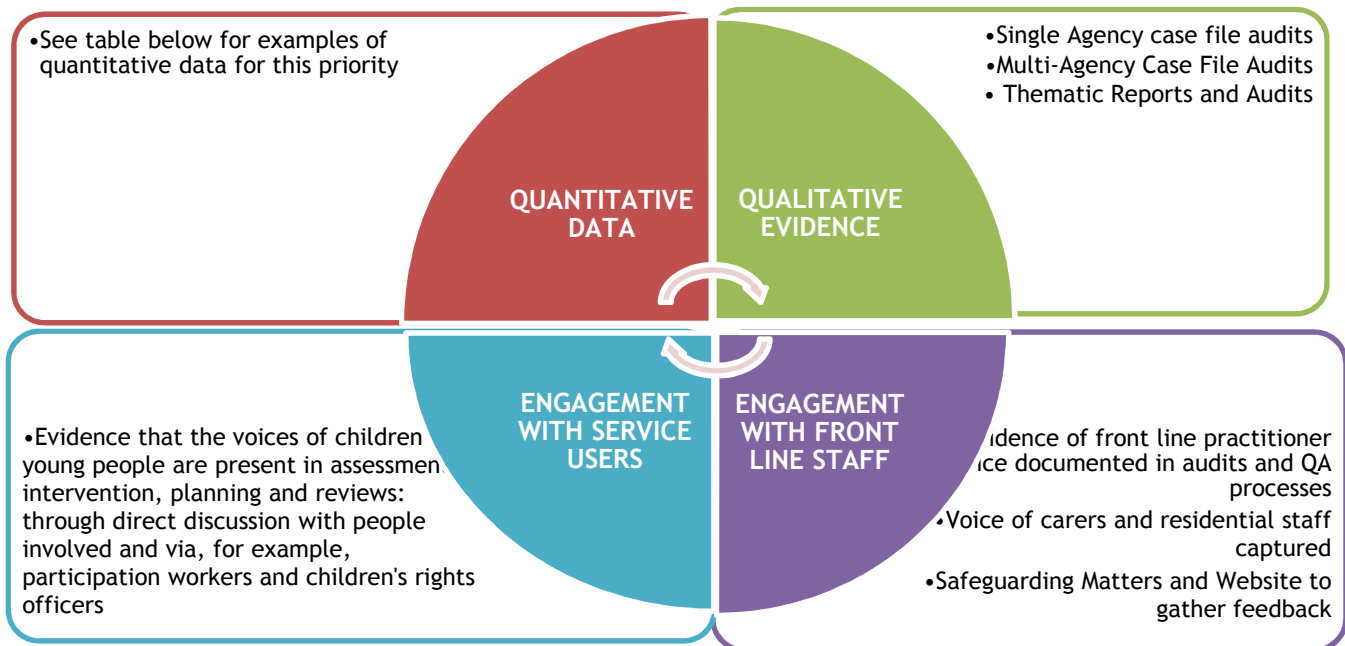 •See table below for examples of
quantitative data for this priority
•Single Agency case file audits
•Multi-Agency Case File Audits
• Thematic Reports and Audits
QUANTITATIVE
DATA
QUALITATIVE
EVIDENCE
ENGAGEMENT
WITH SERVICE
USERS
ENGAGEMENT
WITH FRONT
LINE STAFF
•Evidence that the voices of children
young people are present in
intervention, planning and reviews:
through direct discussion with people
involved and via, for example,
participation workers and children's rights
officers
of front line practitioner
documented in audits and QA
processes
•Voice of carers and residential staff
captured
•Safeguarding Matters and Website to
gather feedback